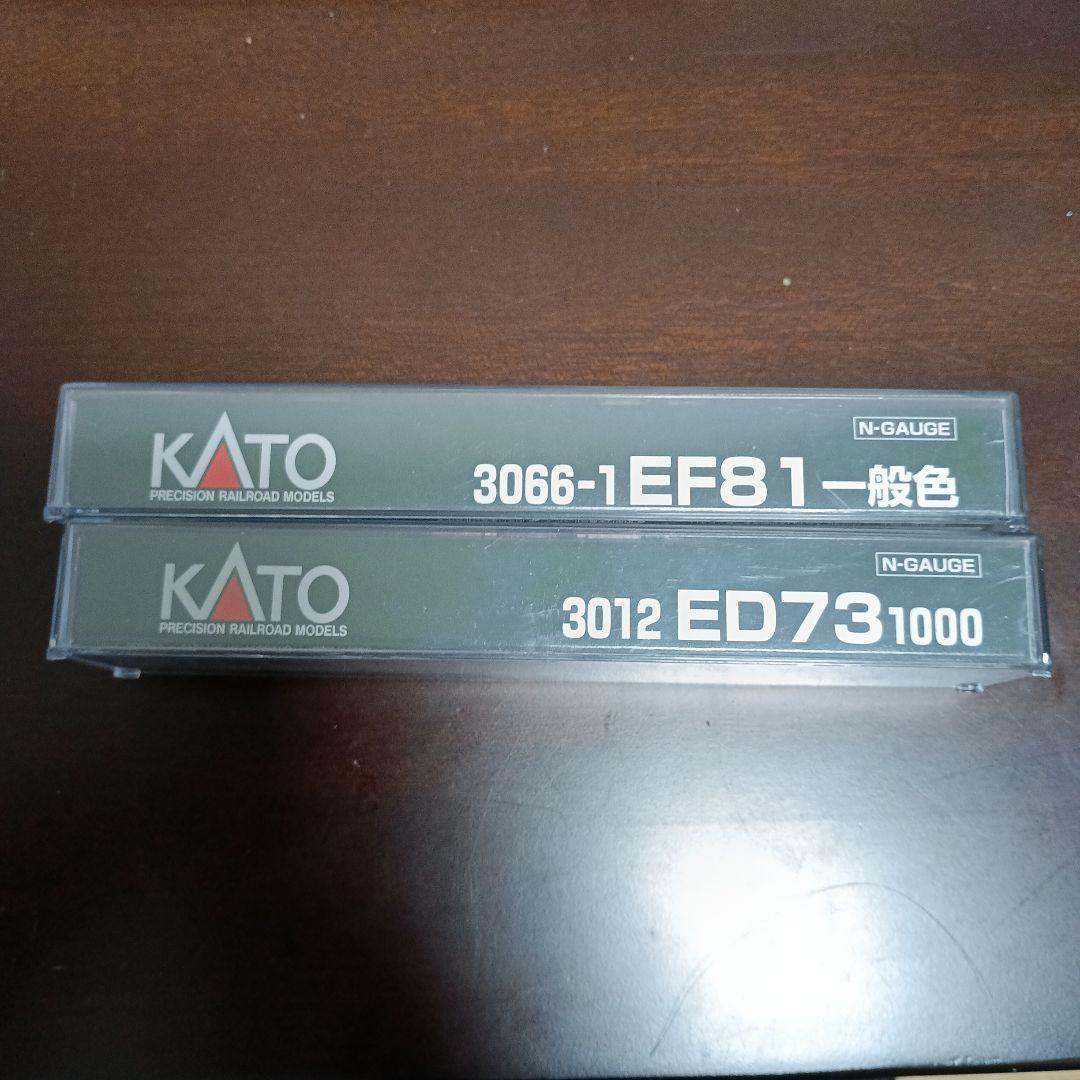 KATO
PRECISION RAILROAD MODELS
N-GAUGE
3066-1 EF81 一般色
KATO
PRECISION RAILROAD MODELS
N-GAUGE
3012 ED73 1000